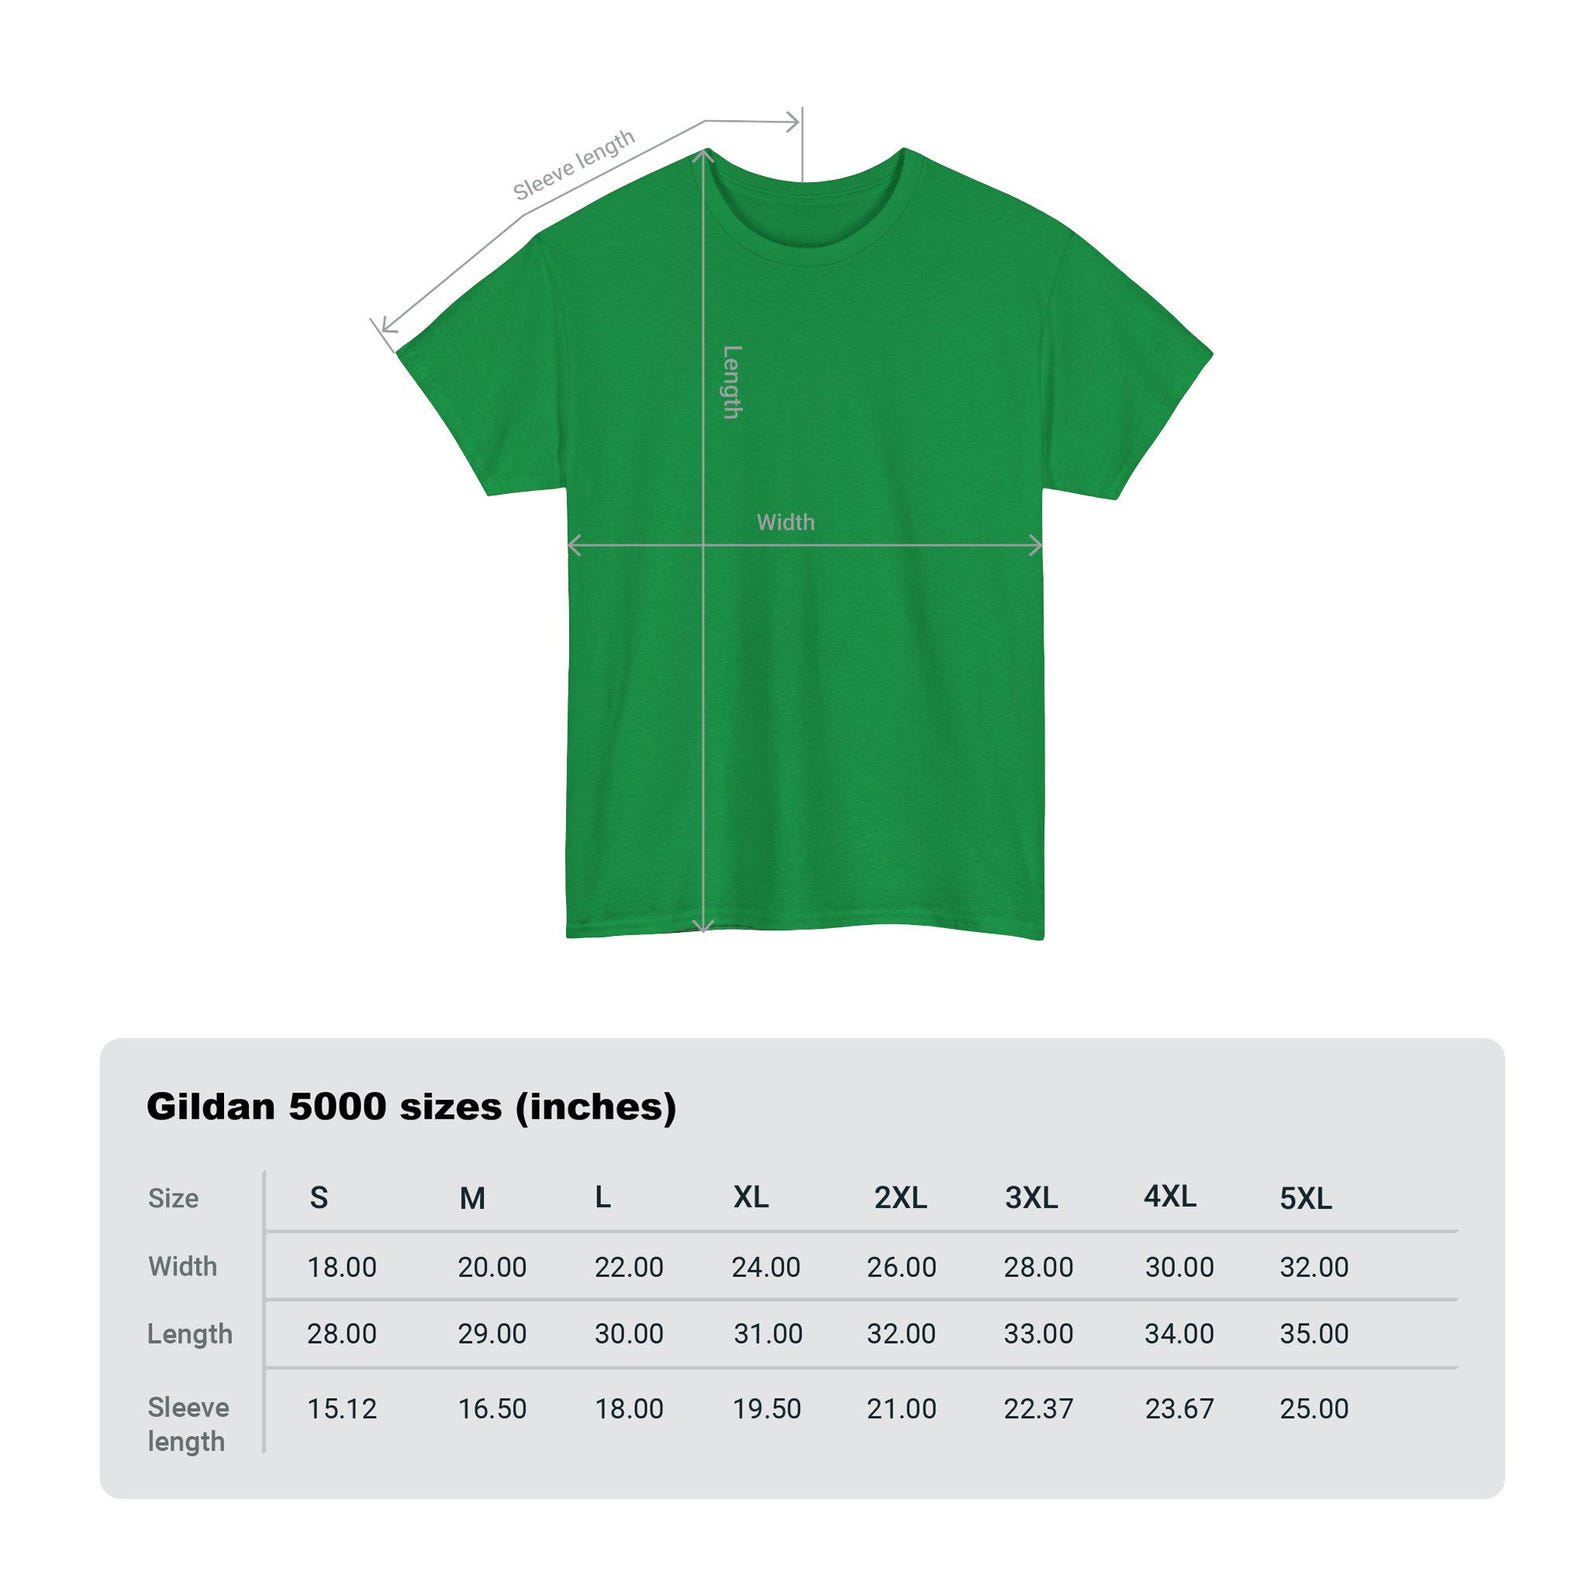 Sleeve length
Length
Width
Gildan 5000 sizes (inches)
Size S M L XL 2XL 3XL 4XL 5XL
Width 18.00 20.00 22.00 24.00 26.00 28.00 30.00 32.00
Length 28.00 29.00 30.00 31.00 32.00 33.00 34.00 35.00
Sleeve
length 15.12 16.50 18.00 19.50 21.00 22.37 23.67 25.00